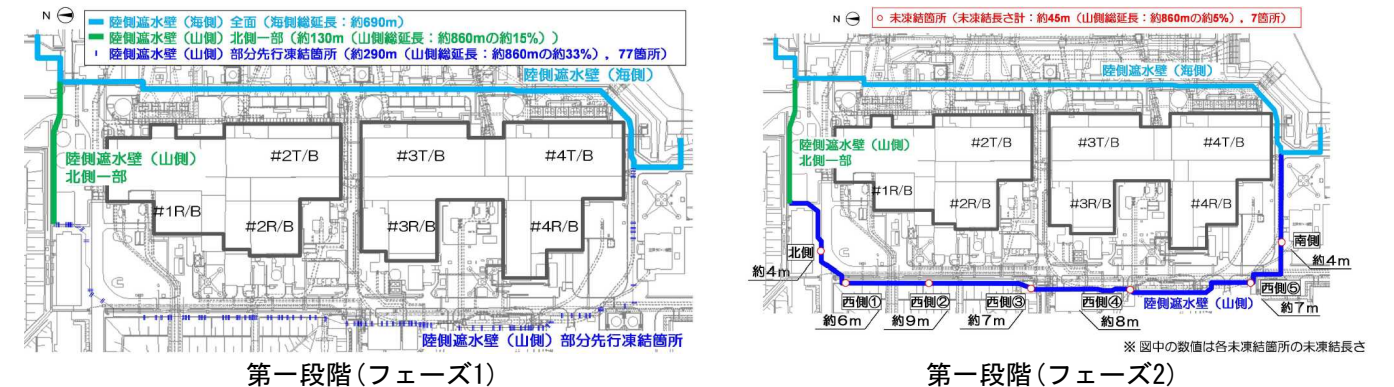 N
陸側遮水壁（海側）全面（海側総延長：約690m）
陸側遮水壁（山側）北側一部（約130m（山側総延長：約860mの約15%））
陸側遮水壁（山側）部分先行凍結箇所（約290m（山側総延長：約860mの約33%），77箇所）
陸側遮水壁（海側）
陸側遮水壁（山側）
北側一部
#2T/B
#3T/B
#4T/B
#1R/B
#2R/B
#3R/B
#4R/B
陸側遮水壁（山側）部分先行凍結箇所
第一段階(フェーズ1)
N
未凍結箇所（未凍結長さ計：約45m（山側総延長：約860mの約5%），7箇所）
陸側遮水壁（海側）
陸側遮水壁（山側）
北側一部
#2T/B
#3T/B
#4T/B
#1R/B
#2R/B
#3R/B
#4R/B
北側
約4m
南側
約4m
西側①
約6m
西側②
約9m
西側③
約7m
西側④
約8m
西側⑤
約7m
陸側遮水壁（山側）
※ 図中の数値は各未凍結箇所の未凍結長さ
第一段階(フェーズ2)